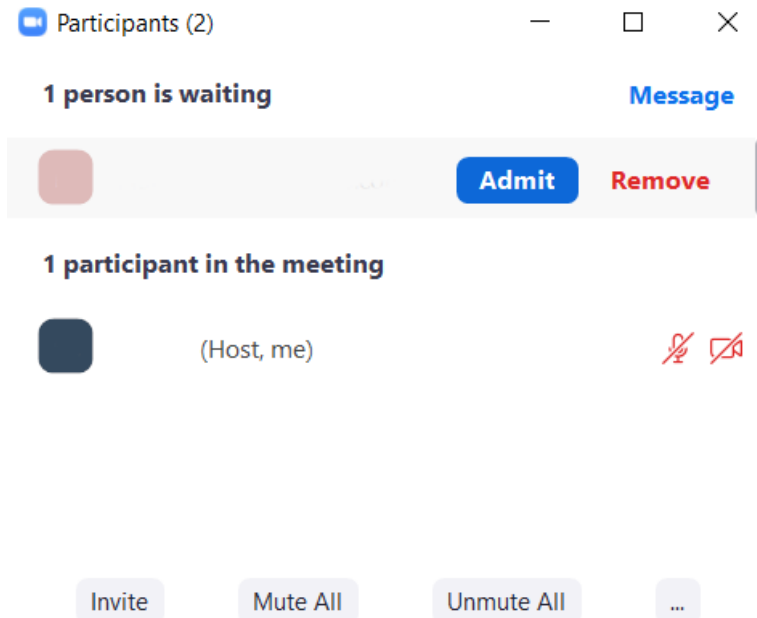 Participants (2)
1 person is waiting Message
Admit Remove
1 participant in the meeting
(Host, me)
Invite Mute All Unmute All ...